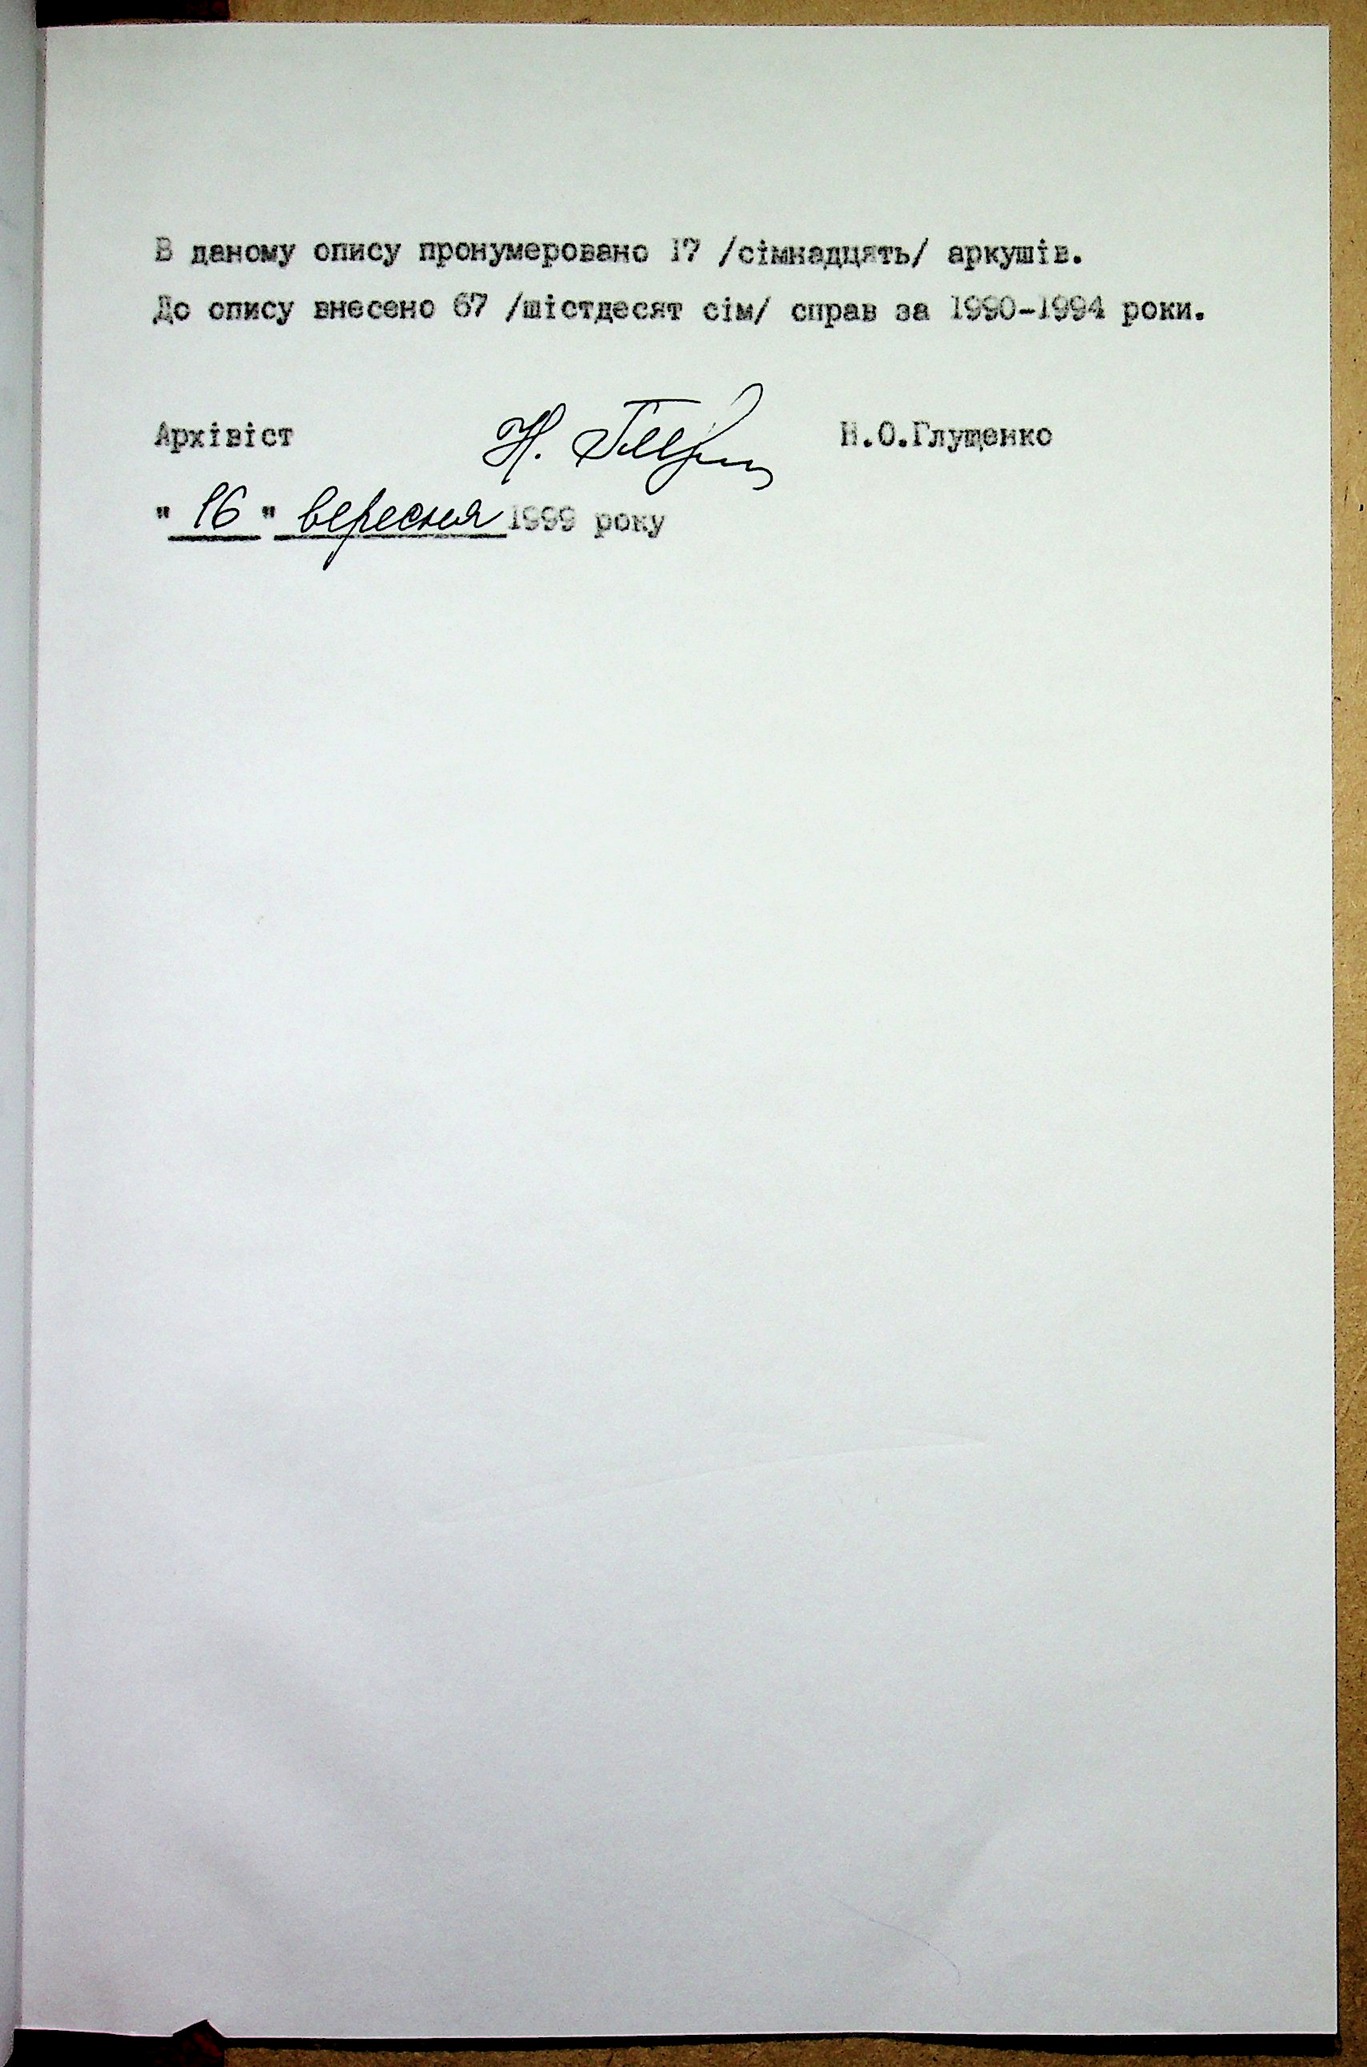 В даному опису пронумеровано 17 /сімнадцять/ аркушів.
До опису внесено 67 /шістдесят сім/ справ за 1990-1994 роки.
Архівіст Н.О.Глущенко
"16" вересня 1999 року